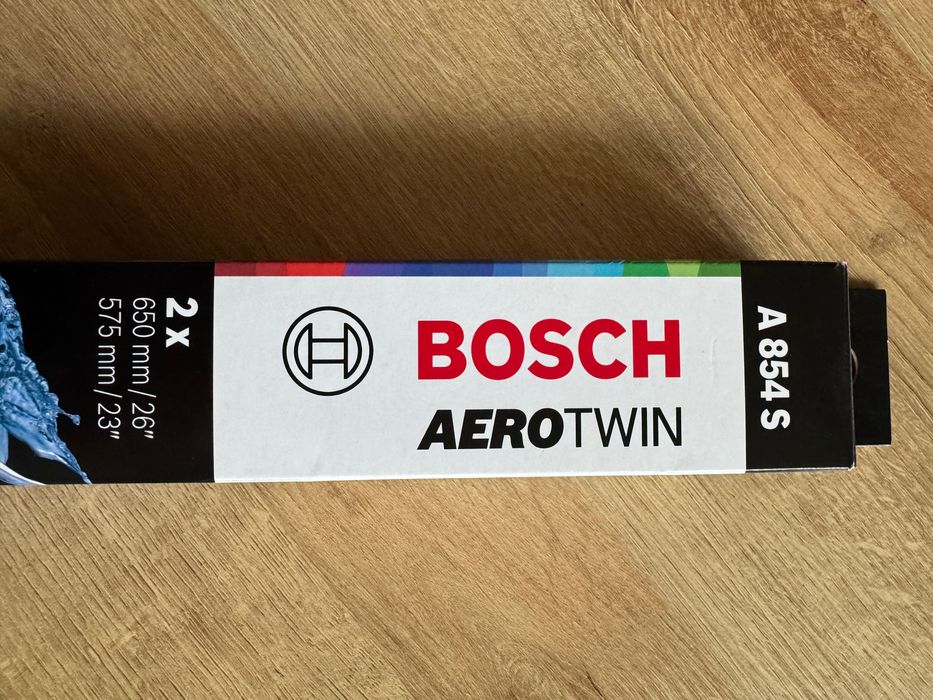 2 x
650 mm / 26"
575 mm / 23"
BOSCH
AEROTWIN
A 854 S